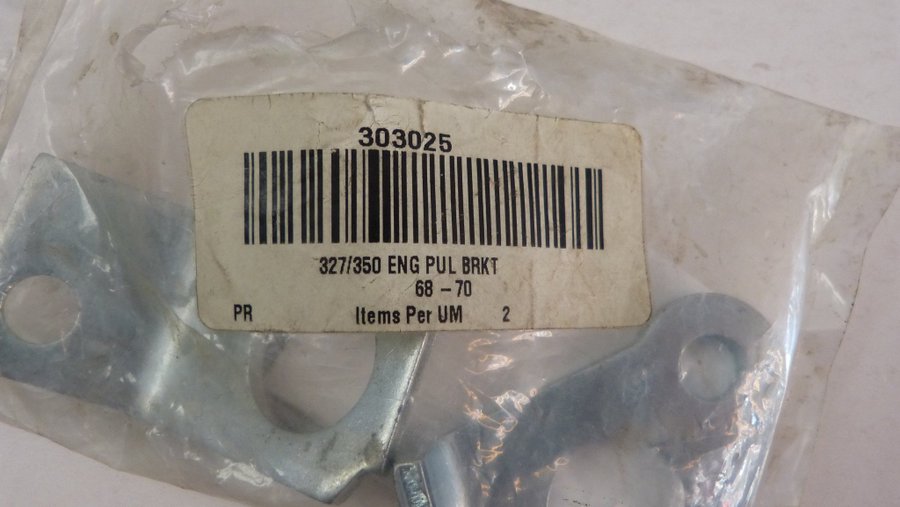 303025
327/350 ENG PUL BRKT
68 - 70
PR Items Per UM 2